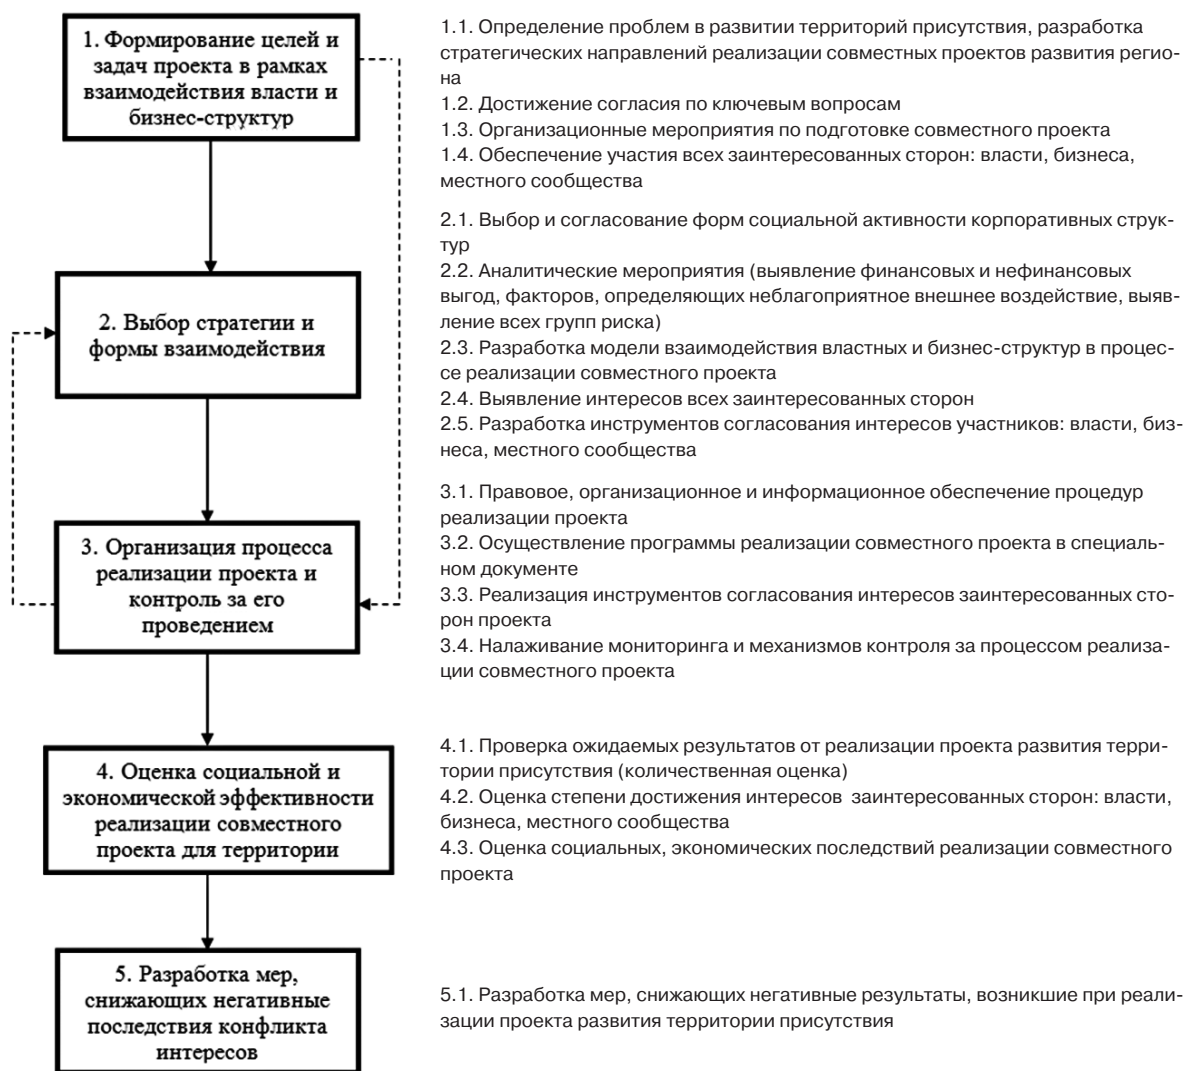 1. Формирование целей и
задач проекта в рамках
взаимодействия власти и
бизнес-структур
1.1. Определение проблем в развитии территорий присутствия, разработка
стратегических направлений реализации совместных проектов развития регио-
на
1.2. Достижение согласия по ключевым вопросам
1.3. Организационные мероприятия по подготовке совместного проекта
1.4. Обеспечение участия всех заинтересованных сторон: власти, бизнеса,
местного сообщества
2. Выбор стратегии и
формы взаимодействия
2.1. Выбор и согласование форм социальной активности корпоративных струк-
тур
2.2. Аналитические мероприятия (выявление финансовых и нефинансовых
выгод, факторов, определяющих неблагоприятное внешнее воздействие, выяв-
ление всех групп риска)
2.3. Разработка модели взаимодействия властных и бизнес-структур в процес-
се реализации совместного проекта
2.4. Выявление интересов всех заинтересованных сторон
2.5. Разработка инструментов согласования интересов участников: власти, биз-
неса, местного сообщества
3. Организация процесса
реализации проекта и
контроль за его
проведением
3.1. Правовое, организационное и информационное обеспечение процедур
реализации проекта
3.2. Осуществление программы реализации совместного проекта в специаль-
ном документе
3.3. Реализация инструментов согласования интересов заинтересованных сто-
рон проекта
3.4. Налаживание мониторинга и механизмов контроля за процессом реализа-
ции совместного проекта
4. Оценка социальной и
экономической эффективности
реализации совместного
проекта для территории
4.1. Проверка ожидаемых результатов от реализации проекта развития терри-
тории присутствия (количественная оценка)
4.2. Оценка степени достижения интересов заинтересованных сторон: власти,
бизнеса, местного сообщества
4.3. Оценка социальных, экономических последствий реализации совместного
проекта
5. Разработка мер,
снижающих негативные
последствия конфликта
интересов
5.1. Разработка мер, снижающих негативные результаты, возникшие при реали-
зации проекта развития территории присутствия